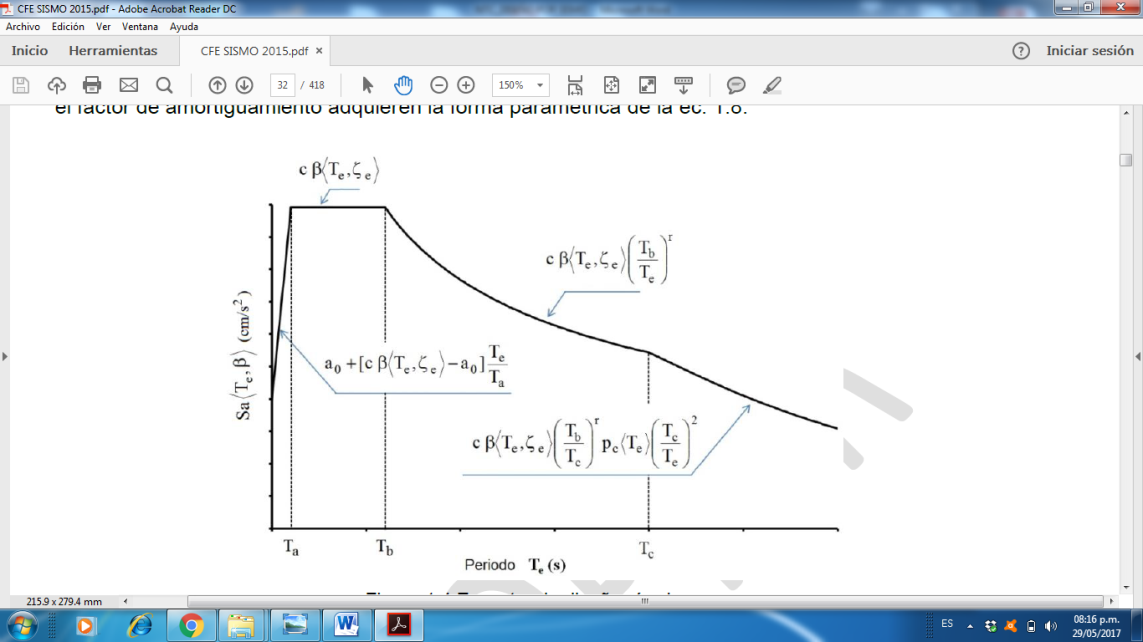 CFE SISMO 2015.pdf - Adobe Acrobat Reader DC
Archivo Edición Ver Ventana Ayuda
Inicio Herramientas CFE SISMO 2015.pdf × ? Iniciar sesión
32 / 418 150%
el factor de amortiguamiento adquieren la forma paramétrica de la ec. 1.8.
c β⟨Tₑ,ζₑ⟩
c β⟨Tₑ,ζₑ⟩(T_b/Tₑ)^r
Sa⟨Tₑ, β⟩ (cm/s²)
a₀ +[c β⟨Tₑ,ζₑ⟩−a₀] Tₑ/Tₐ
c β⟨Tₑ,ζₑ⟩(T_b/T_c)^r p_c⟨Tₑ⟩(T_c/Tₑ)²
Tₐ T_b T_c
Periodo Tₑ (s)
215.9 x 279.4 mm
ES 08:16 p.m.
29/05/2017